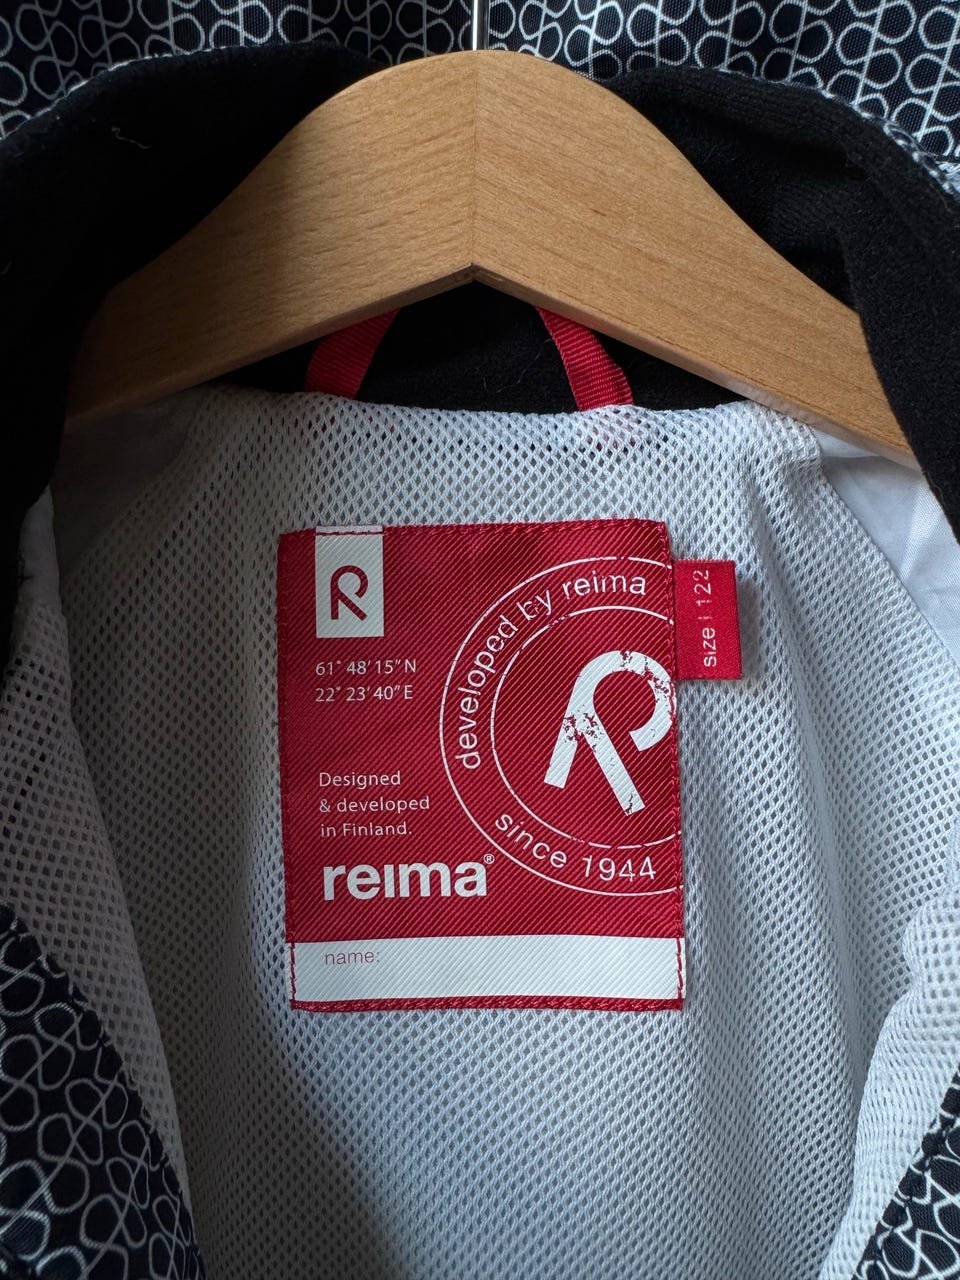 R
61° 48' 15" N
22° 23' 40" E
developed by reima
R
since 1944
size | 122
Designed
& developed
in Finland.
reima®
name: